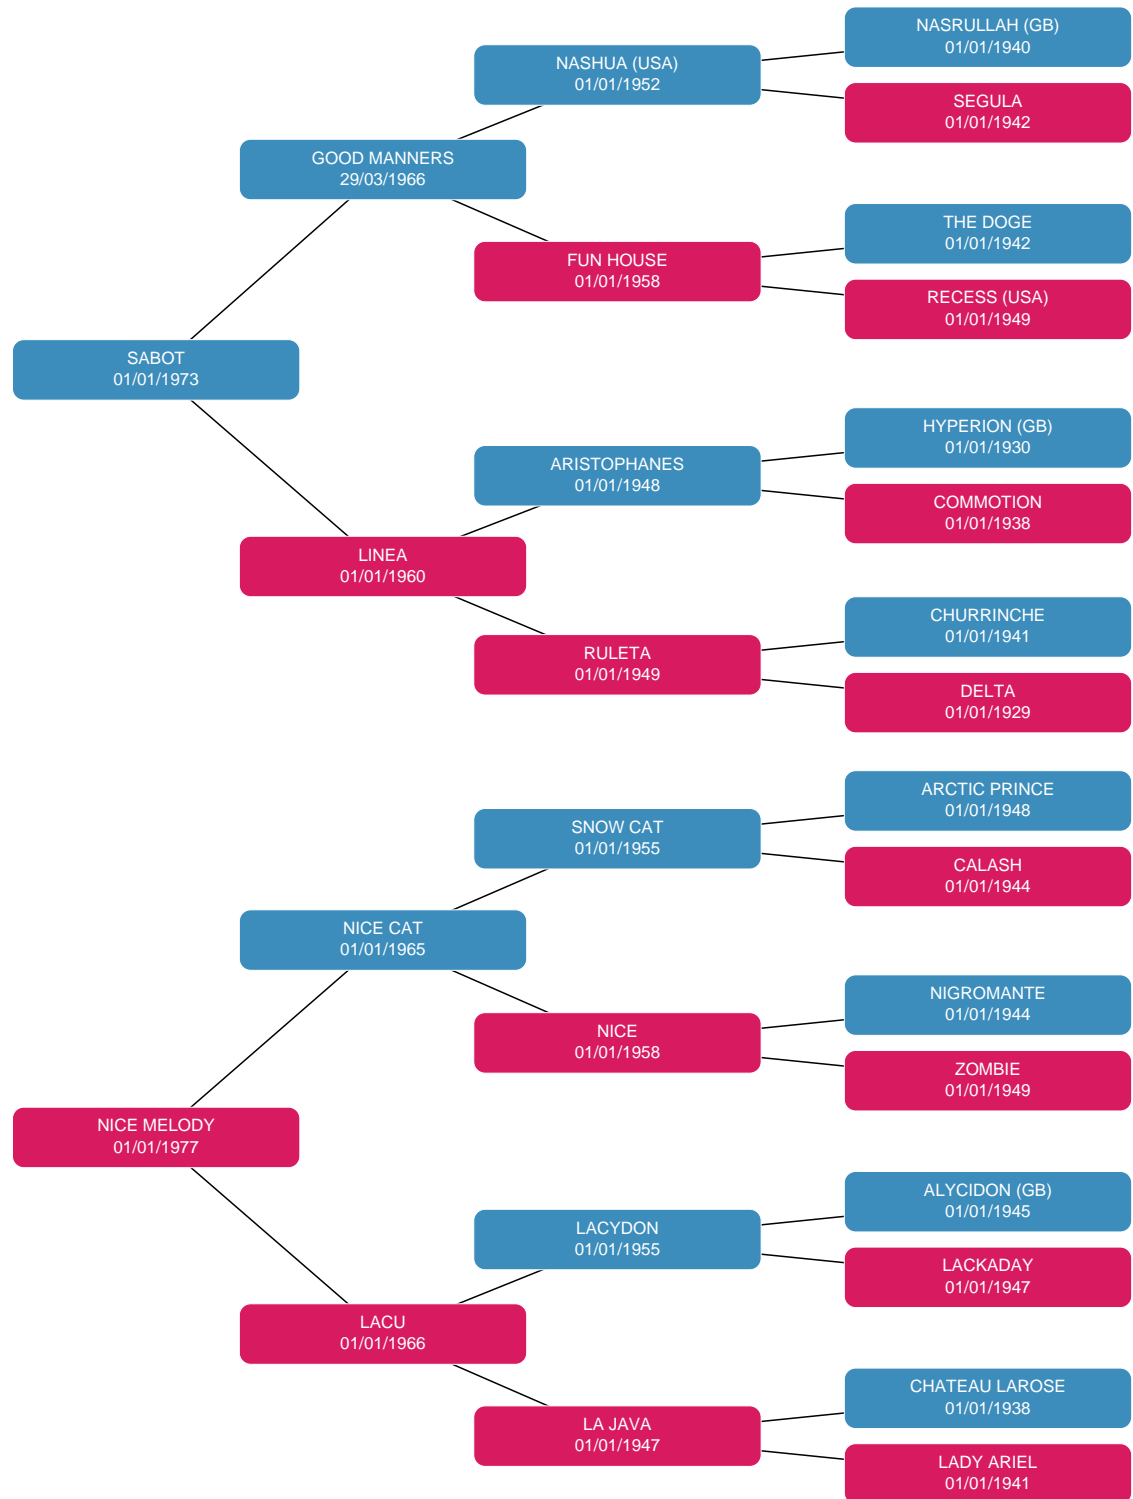 NASRULLAH (GB)
01/01/1940
NASHUA (USA)
01/01/1952
SEGULA
01/01/1942
GOOD MANNERS
29/03/1966
THE DOGE
01/01/1942
FUN HOUSE
01/01/1958
RECESS (USA)
01/01/1949
SABOT
01/01/1973
HYPERION (GB)
01/01/1930
ARISTOPHANES
01/01/1948
COMMOTION
01/01/1938
LINEA
01/01/1960
CHURRINCHE
01/01/1941
RULETA
01/01/1949
DELTA
01/01/1929
ARCTIC PRINCE
01/01/1948
SNOW CAT
01/01/1955
CALASH
01/01/1944
NICE CAT
01/01/1965
NIGROMANTE
01/01/1944
NICE
01/01/1958
ZOMBIE
01/01/1949
NICE MELODY
01/01/1977
ALYCIDON (GB)
01/01/1945
LACYDON
01/01/1955
LACKADAY
01/01/1947
LACU
01/01/1966
CHATEAU LAROSE
01/01/1938
LA JAVA
01/01/1947
LADY ARIEL
01/01/1941